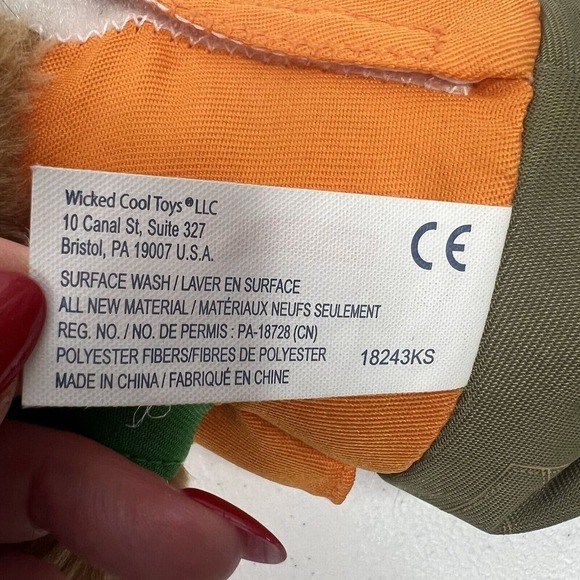 Wicked Cool Toys® LLC
10 Canal St, Suite 327
Bristol, PA 19007 U.S.A.
CE
SURFACE WASH / LAVER EN SURFACE
ALL NEW MATERIAL / MATÉRIAUX NEUFS SEULEMENT
REG. NO. / NO. DE PERMIS : PA-18728 (CN)
POLYESTER FIBERS/FIBRES DE POLYESTER 18243KS
MADE IN CHINA / FABRIQUÉ EN CHINE